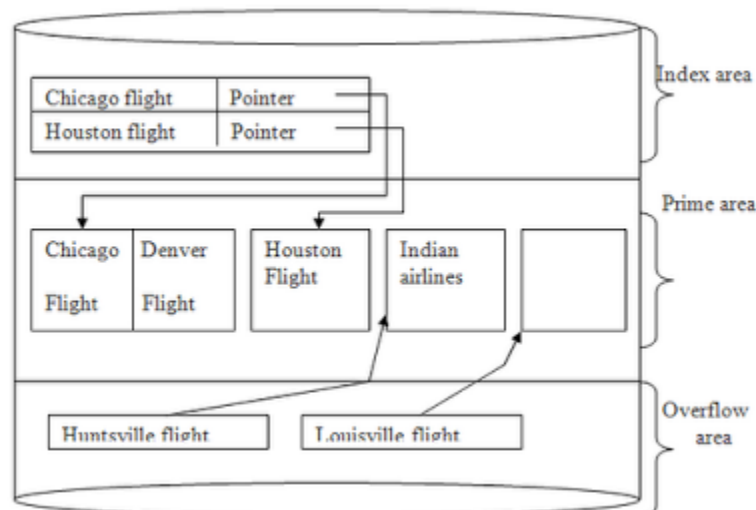 Index area
Chicago flight Pointer
Houston flight Pointer
Prime area
Chicago Denver Houston Indian
Flight airlines
Flight Flight
Overflow
area
Huntsville flight Louisville flight